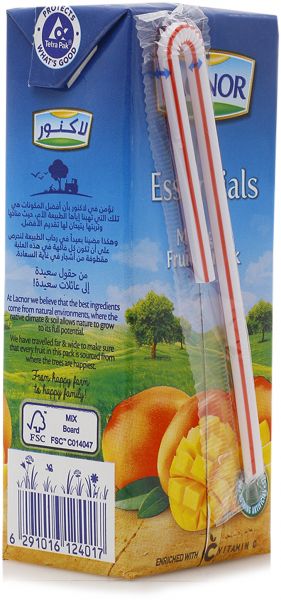 PROTECTS
Tetra Pak
WHAT'S GOOD
لاكنور
نؤمن في لاكنور بأن أفضل المكونات هي
تلك التي تهبنا إياها الطبيعة الأم، حيث مناخها
وتربتها يتيحان لها تقديم الأفضل.
وهكذا مضينا بعيداً في رحاب الطبيعة لنحرص
على أن تكون كل فاكهة في هذه العلبة
مقطوفة من أشجار في غاية السعادة.
من حقول سعيدة
إلى عائلات سعيدة!
At Lacnor we believe that the best ingredients
come from natural environments, where the
native climate & soil allows nature to grow
to its full potential.
We have travelled far & wide to make sure
that every fruit in this pack is sourced from
where the trees are happiest.
From happy farm
to happy family!
FSC
MIX
Board
FSC™ C014047
6 291016 124017
NOR
Ess als
Fru k
ENRICHED WITH C VITAMIN C